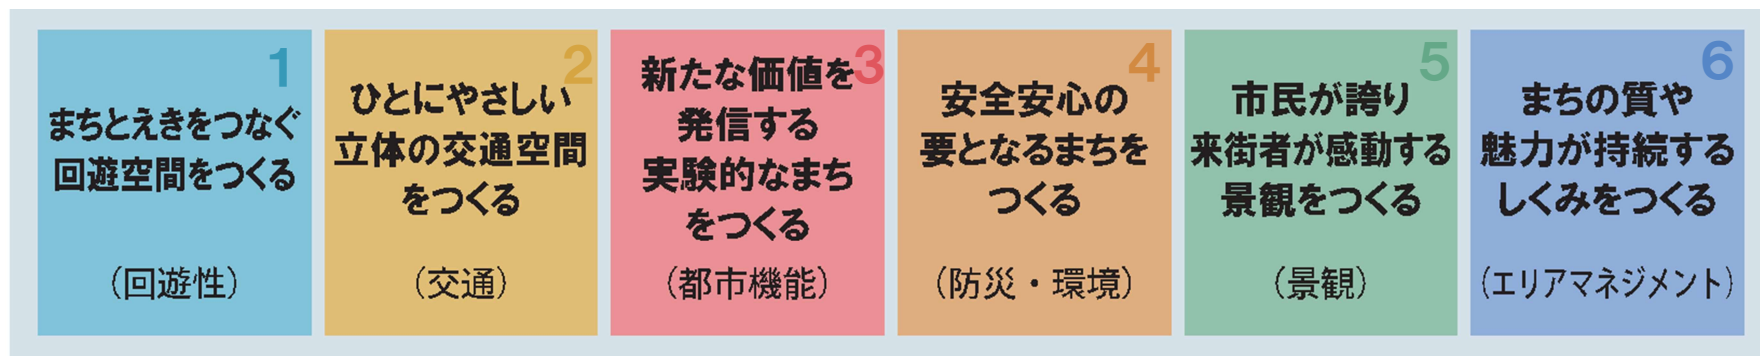 1
まちとえきをつなぐ
回遊空間をつくる
（回遊性）
2
ひとにやさしい
立体の交通空間
をつくる
（交通）
3
新たな価値を
発信する
実験的なまち
をつくる
（都市機能）
4
安全安心の
要となるまちを
つくる
（防災・環境）
5
市民が誇り
来街者が感動する
景観をつくる
（景観）
6
まちの質や
魅力が持続する
しくみをつくる
（エリアマネジメント）